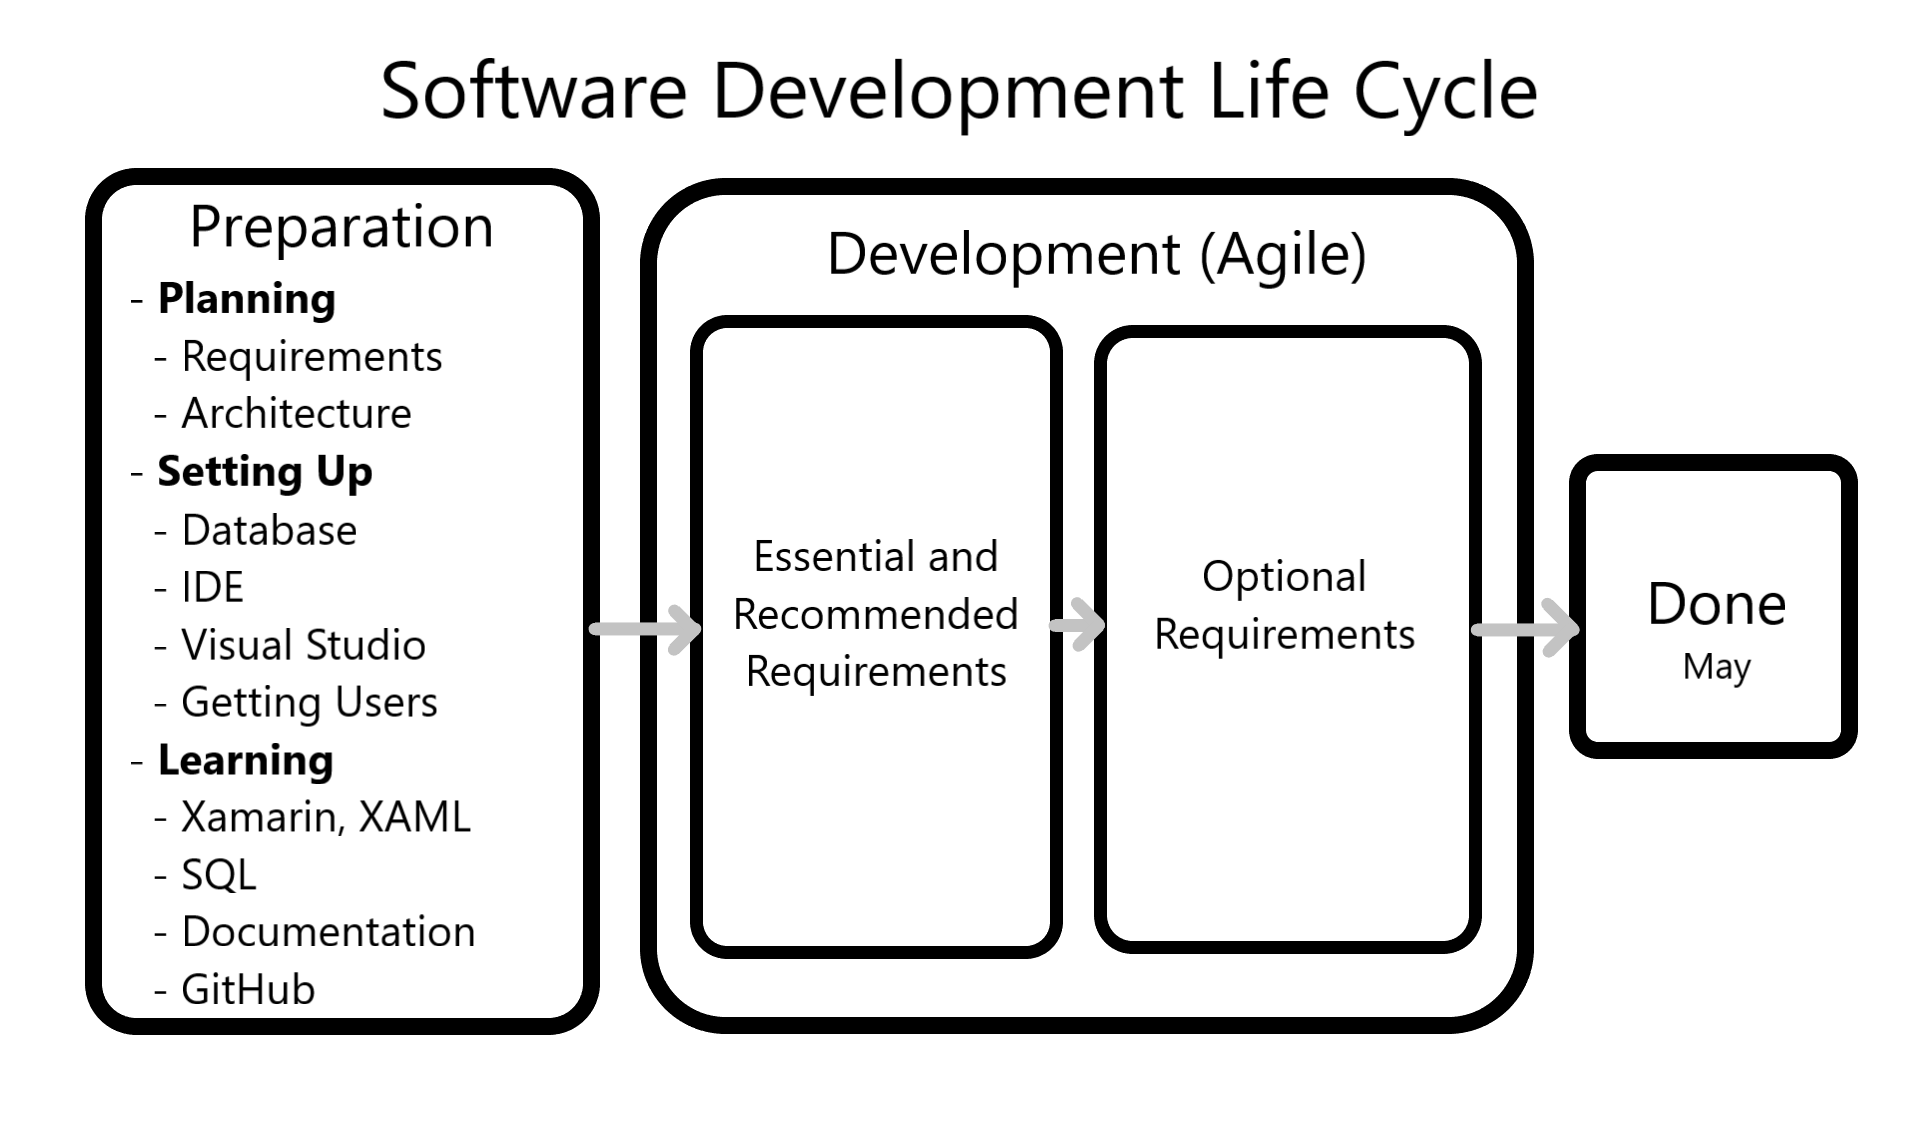 Software Development Life Cycle
Preparation
- Planning
- Requirements
- Architecture
- Setting Up
- Database
- IDE
- Visual Studio
- Getting Users
- Learning
- Xamarin, XAML
- SQL
- Documentation
- GitHub
Development (Agile)
Essential and
Recommended
Requirements
Optional
Requirements
Done
May